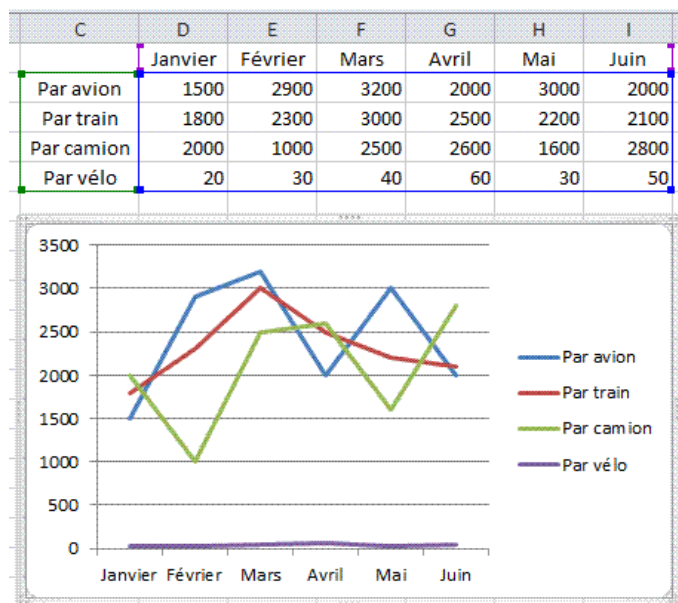 C D E F G H I
Janvier Février Mars Avril Mai Juin
Par avion 1500 2900 3200 2000 3000 2000
Par train 1800 2300 3000 2500 2200 2100
Par camion 2000 1000 2500 2600 1600 2800
Par vélo 20 30 40 60 30 50
3500
3000
2500
2000
1500
1000
500
0
Janvier Février Mars Avril Mai Juin
Par avion
Par train
Par camion
Par vélo